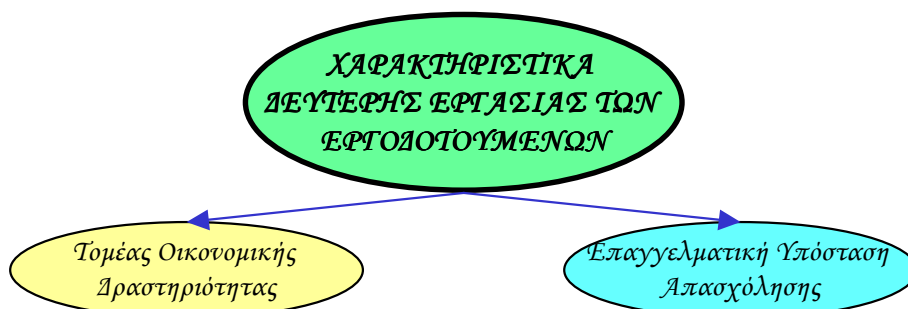 ΧΑΡΑΚΤΗΡΙΣΤΙΚΑ
ΔΕΥΤΕΡΗΣ ΕΡΓΑΣΙΑΣ ΤΩΝ
ΕΡΓΟΔΟΤΟΥΜΕΝΩΝ
Τομέας Οικονομικής
Δραστηριότητας
Επαγγελματική Υπόσταση
Απασχόλησης